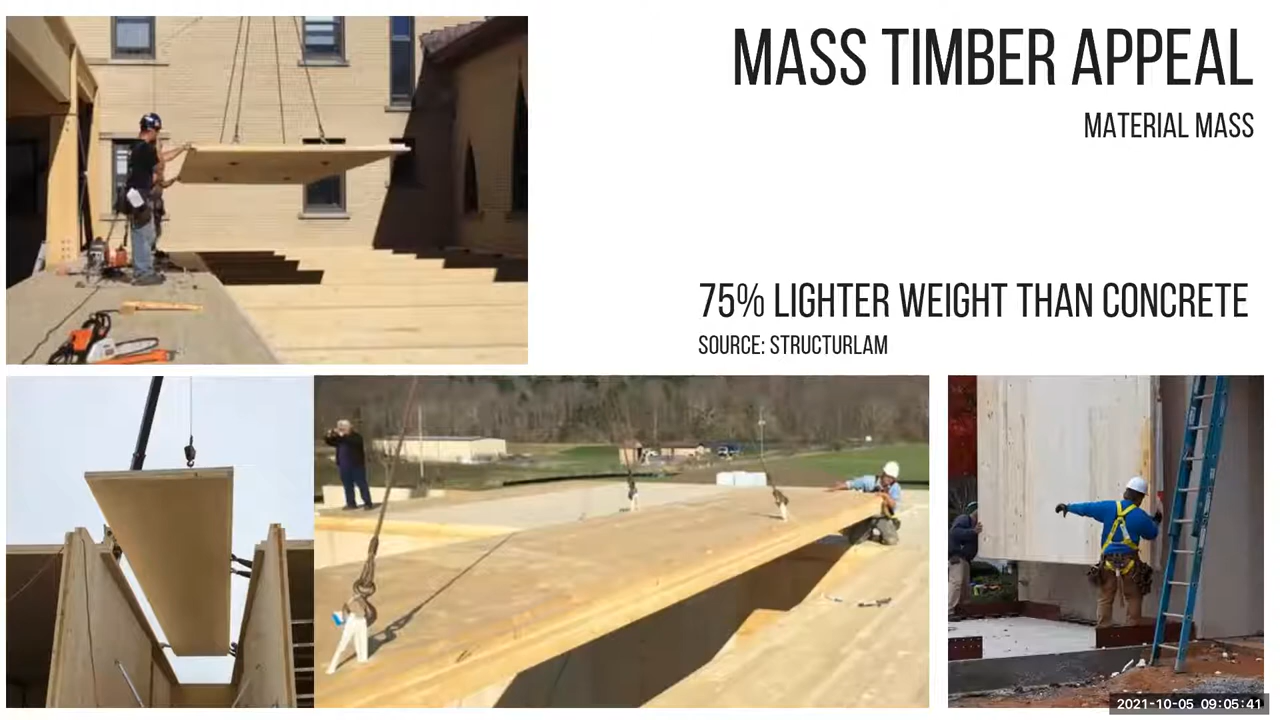 MASS TIMBER APPEAL
MATERIAL MASS
75% LIGHTER WEIGHT THAN CONCRETE
SOURCE: STRUCTURLAM
2021-10-05 09:05:41